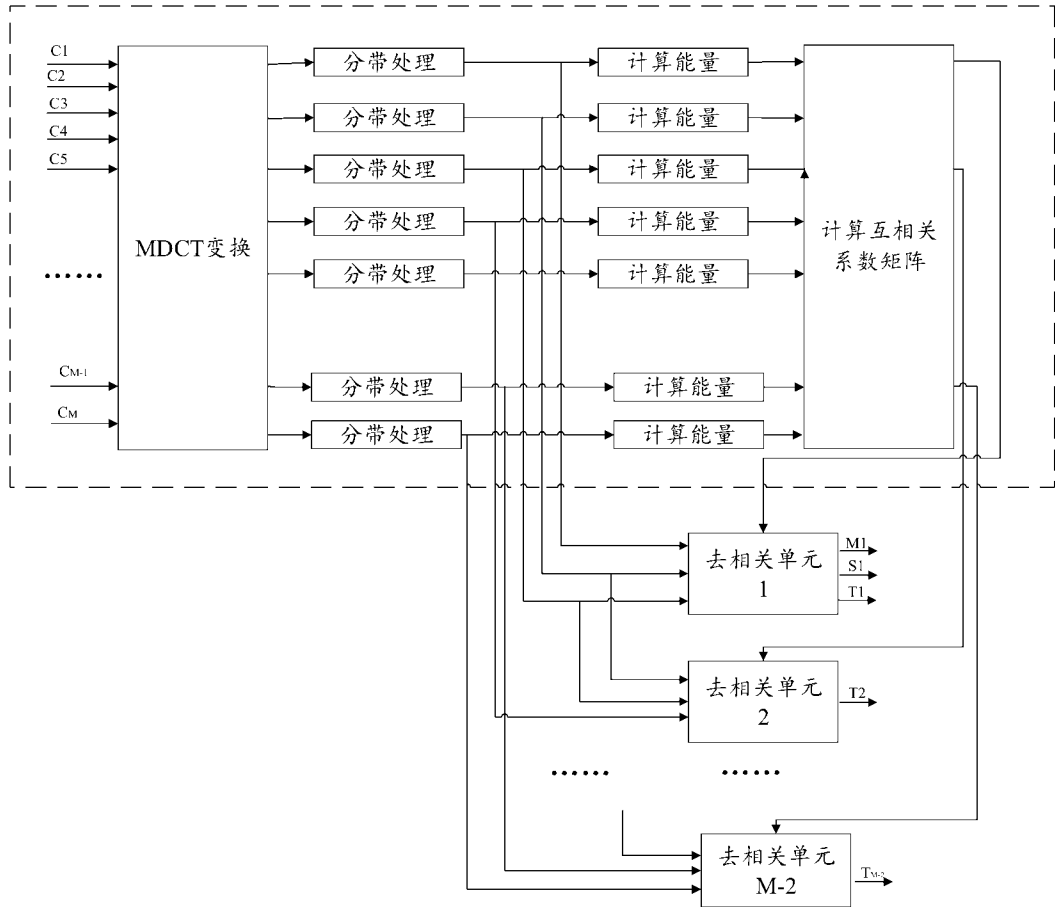 C1
C2
C3
C4
C5
……
CM-1
CM
MDCT变换
分带处理
计算能量
分带处理
计算能量
分带处理
计算能量
分带处理
计算能量
分带处理
计算能量
分带处理
计算能量
分带处理
计算能量
计算互相关
系数矩阵
去相关单元
1
M1
S1
T1
去相关单元
2
T2
……
……
去相关单元
M-2
TM-2